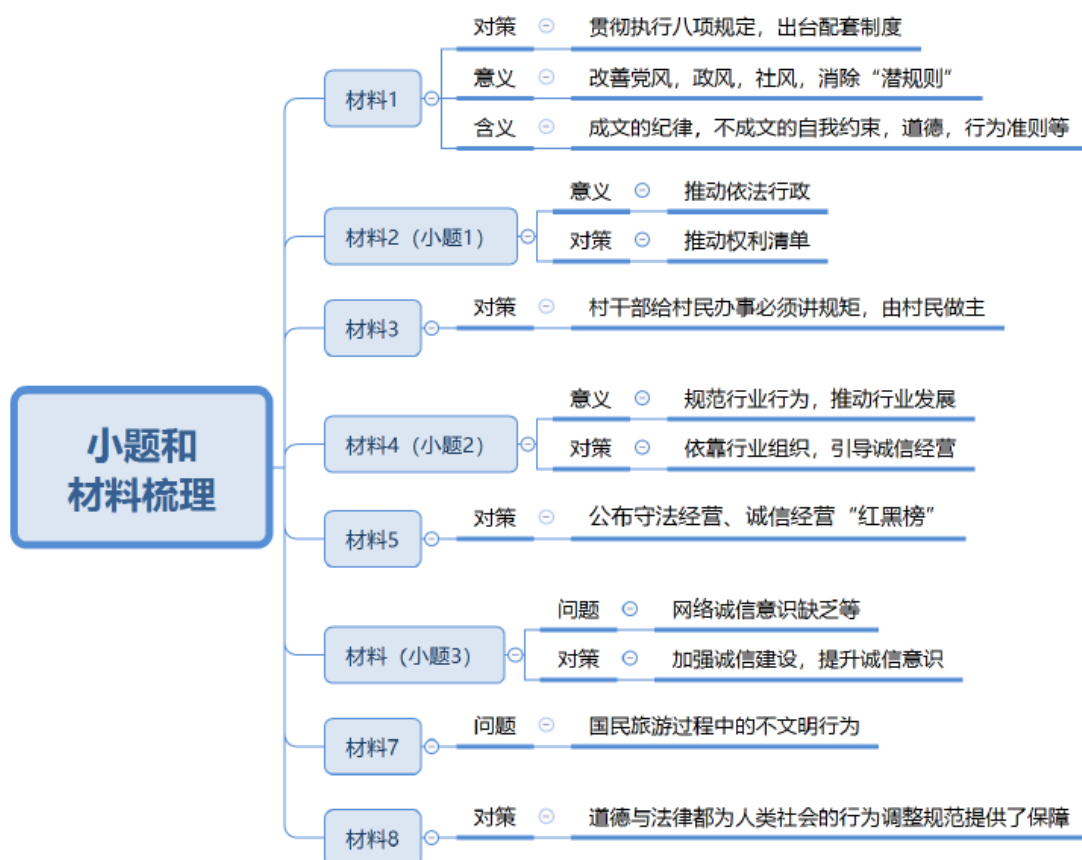 小题和
材料梳理
材料1
对策 贯彻执行八项规定，出台配套制度
意义 改善党风，政风，社风，消除“潜规则”
含义 成文的纪律，不成文的自我约束，道德，行为准则等
材料2（小题1）
意义 推动依法行政
对策 推动权利清单
材料3
对策 村干部给村民办事必须讲规矩，由村民做主
材料4（小题2）
意义 规范行业行为，推动行业发展
对策 依靠行业组织，引导诚信经营
材料5
对策 公布守法经营、诚信经营“红黑榜”
材料（小题3）
问题 网络诚信意识缺乏等
对策 加强诚信建设，提升诚信意识
材料7
问题 国民旅游过程中的不文明行为
材料8
对策 道德与法律都为人类社会的行为调整规范提供了保障